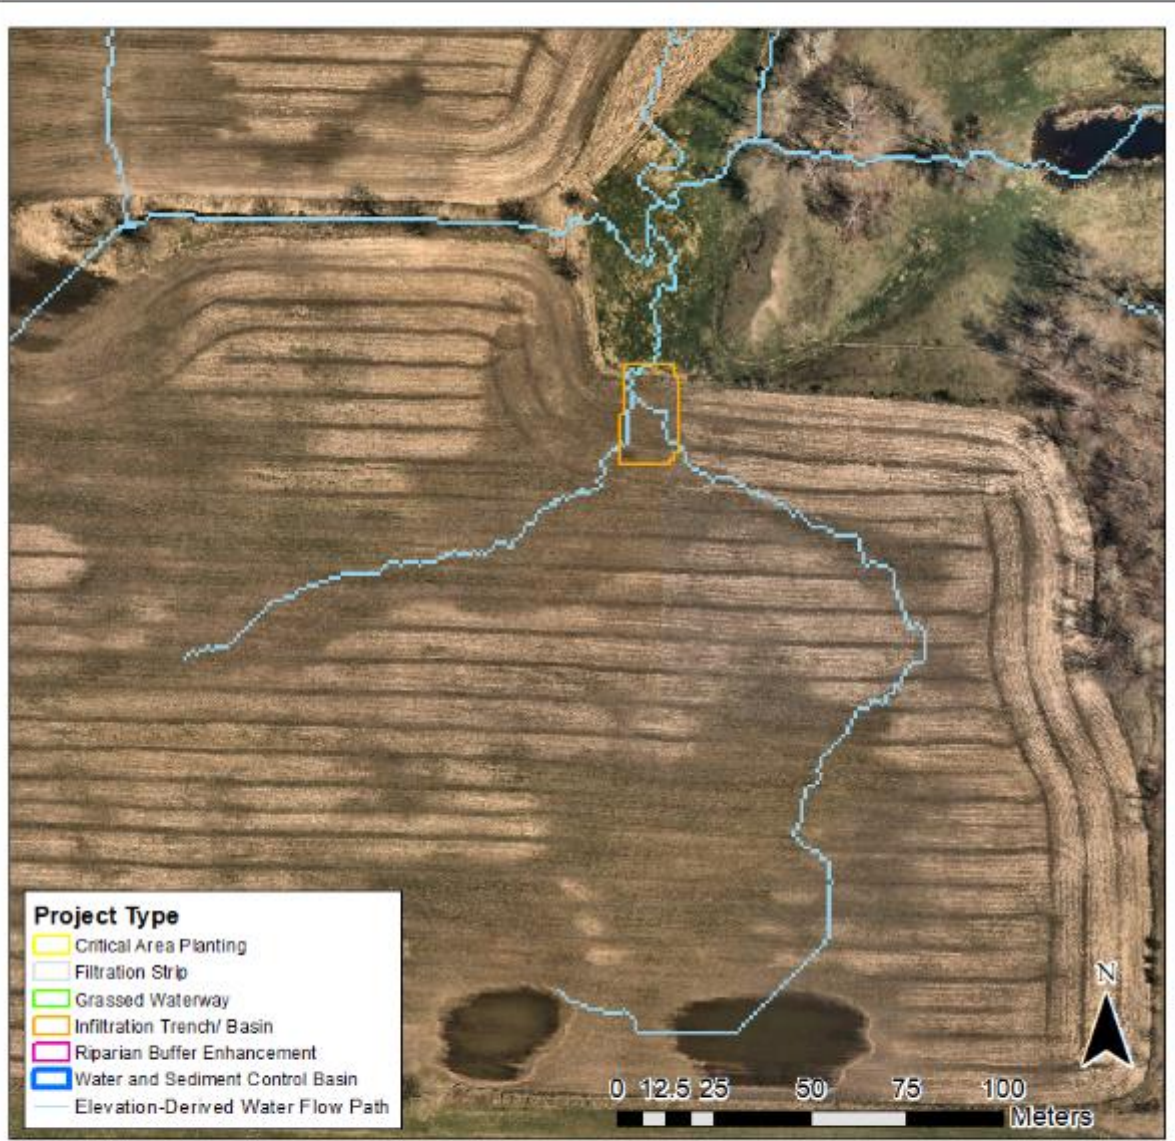 Project Type
Critical Area Planting
Filtration Strip
Grassed Waterway
Infiltration Trench/ Basin
Riparian Buffer Enhancement
Water and Sediment Control Basin
Elevation-Derived Water Flow Path
N
0 12.5 25 50 75 100
Meters